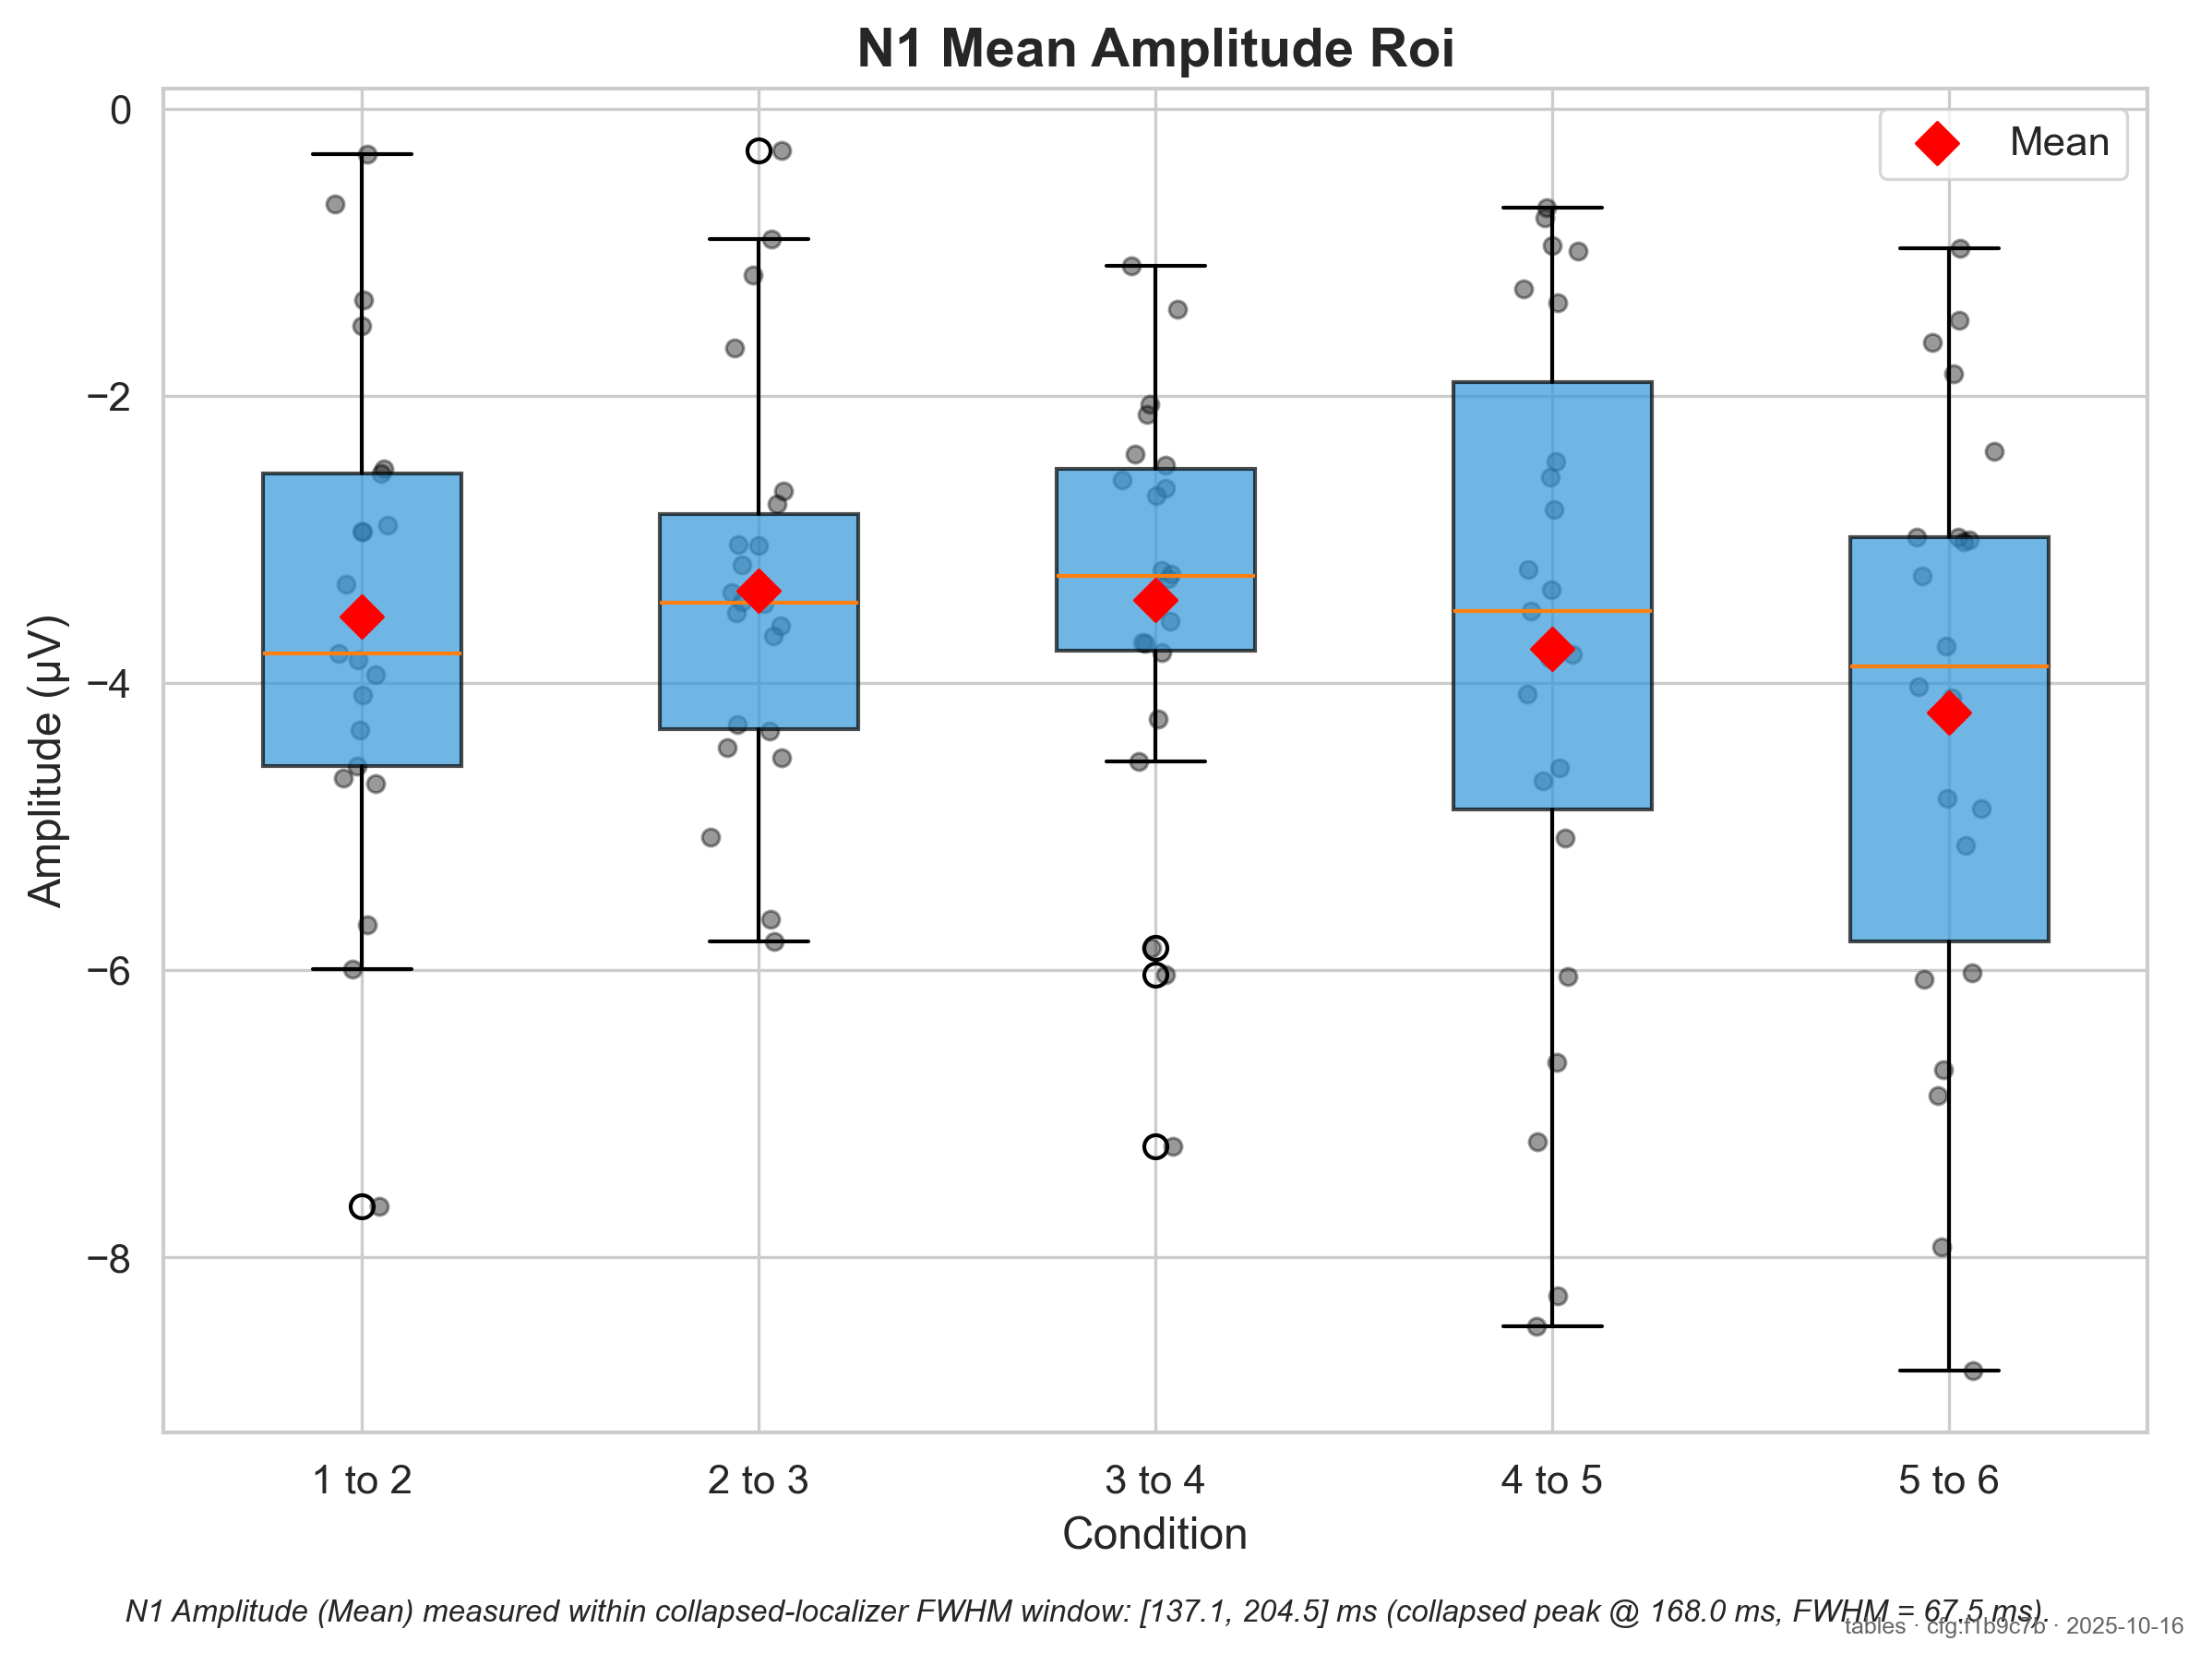 N1 Mean Amplitude Roi
Mean
0
−2
−4
−6
−8
Amplitude (µV)
1 to 2
2 to 3
3 to 4
4 to 5
5 to 6
Condition
N1 Amplitude (Mean) measured within collapsed-localizer FWHM window: [137.1, 204.5] ms (collapsed peak @ 168.0 ms, FWHM = 67.5 ms).
tables · cfg:f1b9c7b · 2025-10-16